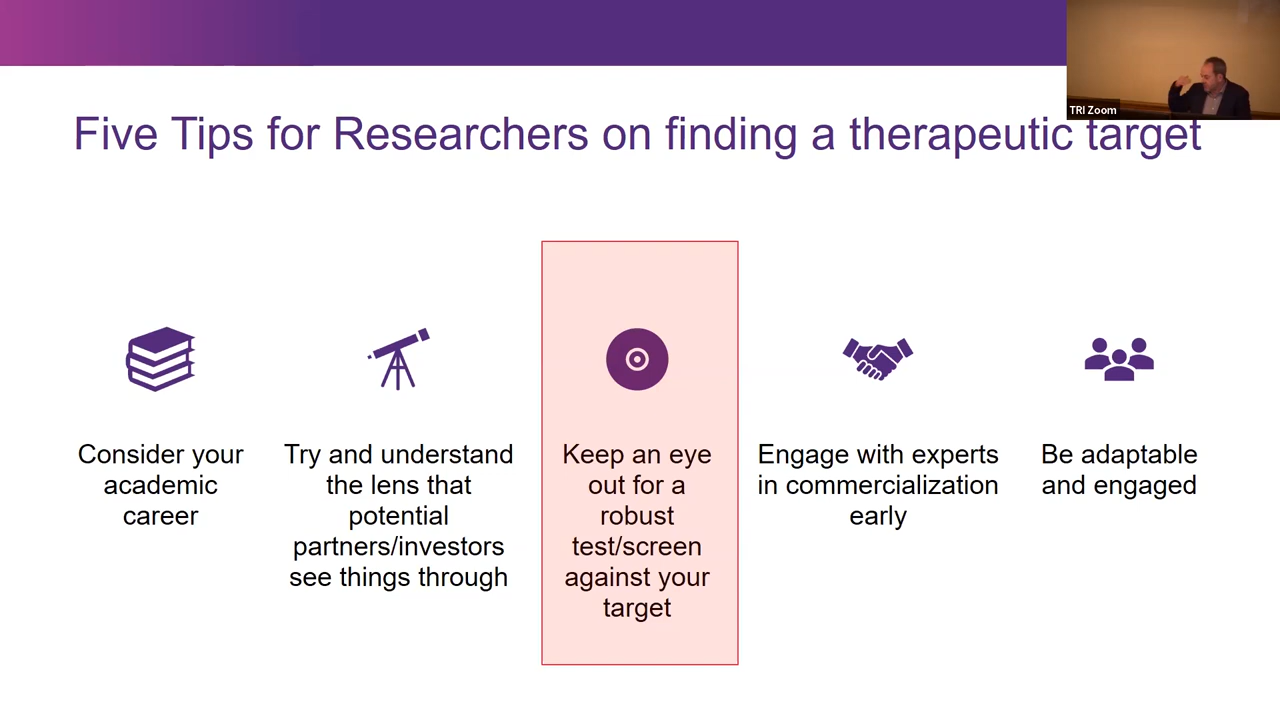 TRI Zoom
Five Tips for Researchers on finding a therapeutic target
Consider your
academic
career
Try and understand
the lens that
potential
partners/investors
see things through
Keep an eye
out for a
robust
test/screen
against your
target
Engage with experts
in commercialization
early
Be adaptable
and engaged